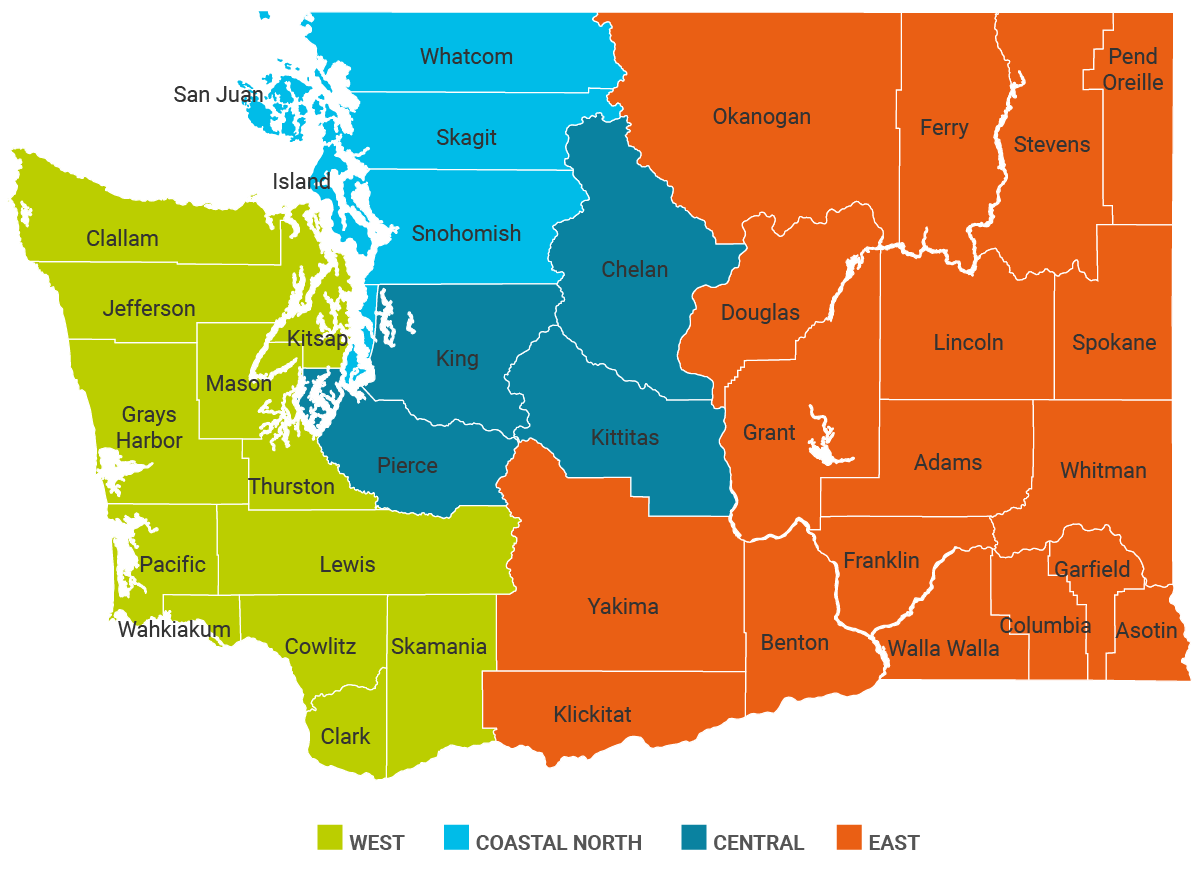 Whatcom
Pend
Oreille
San Juan
Okanogan
Ferry
Skagit
Stevens
Island
Clallam
Snohomish
Chelan
Jefferson
Douglas
Kitsap
Lincoln
Spokane
King
Mason
Grays
Harbor
Grant
Kittitas
Pierce
Adams
Whitman
Thurston
Pacific
Lewis
Franklin
Garfield
Yakima
Wahkiakum
Columbia
Asotin
Cowlitz
Skamania
Benton
Walla Walla
Klickitat
Clark
WEST
COASTAL NORTH
CENTRAL
EAST